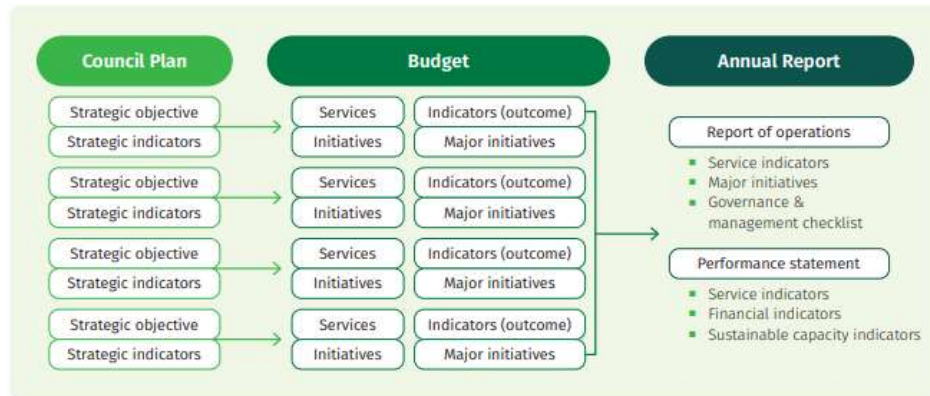 Council Plan
Budget
Annual Report
Strategic objective
Strategic indicators
Services
Indicators (outcome)
Initiatives
Major initiatives
Strategic objective
Strategic indicators
Services
Indicators (outcome)
Initiatives
Major initiatives
Strategic objective
Strategic indicators
Services
Indicators (outcome)
Initiatives
Major initiatives
Strategic objective
Strategic indicators
Services
Indicators (outcome)
Initiatives
Major initiatives
Report of operations
Service indicators
Major initiatives
Governance &
management checklist
Performance statement
Service indicators
Financial indicators
Sustainable capacity indicators